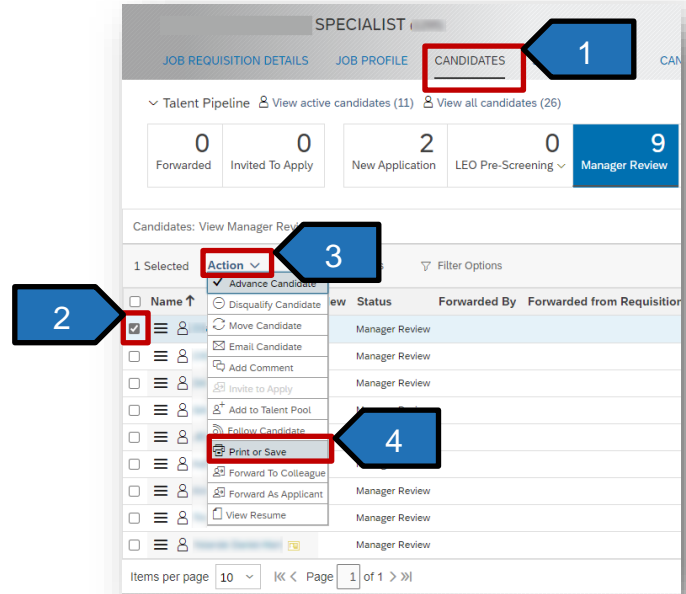 SPECIALIST
JOB REQUISITION DETAILS JOB PROFILE CANDIDATES CAN
1
Talent Pipeline View active candidates (11) View all candidates (26)
0 0 2 0 9
Forwarded Invited To Apply New Application LEO Pre-Screening Manager Review
Candidates: View Manager Rev
3
1 Selected Action s Filter Options
Advance Candidate
Name ew Status Forwarded By Forwarded from Requisition
Disqualify Candidate
2
Move Candidate Manager Review
Email Candidate
Manager Review
Add Comment
Invite to Apply Manager Review
Add to Talent Pool
Follow Candidate
4
Print or Save
Forward To Colleague
Forward As Applicant Manager Review
View Resume Manager Review
Manager Review
Items per page 10 Page 1 of 1